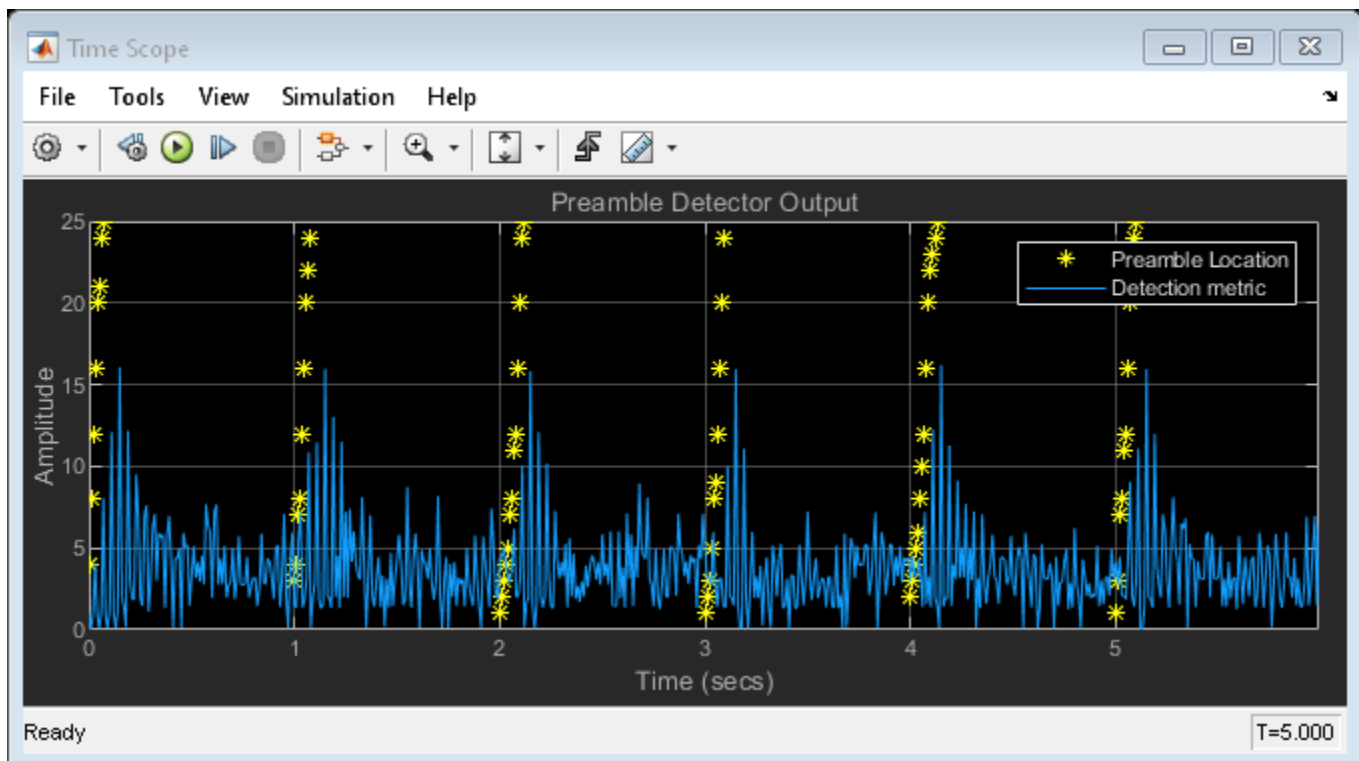 Time Scope
File Tools View Simulation Help
Preamble Detector Output
25
20
15
10
5
0
Amplitude
Preamble Location
Detection metric
0 1 2 3 4 5
Time (secs)
Ready
T=5.000